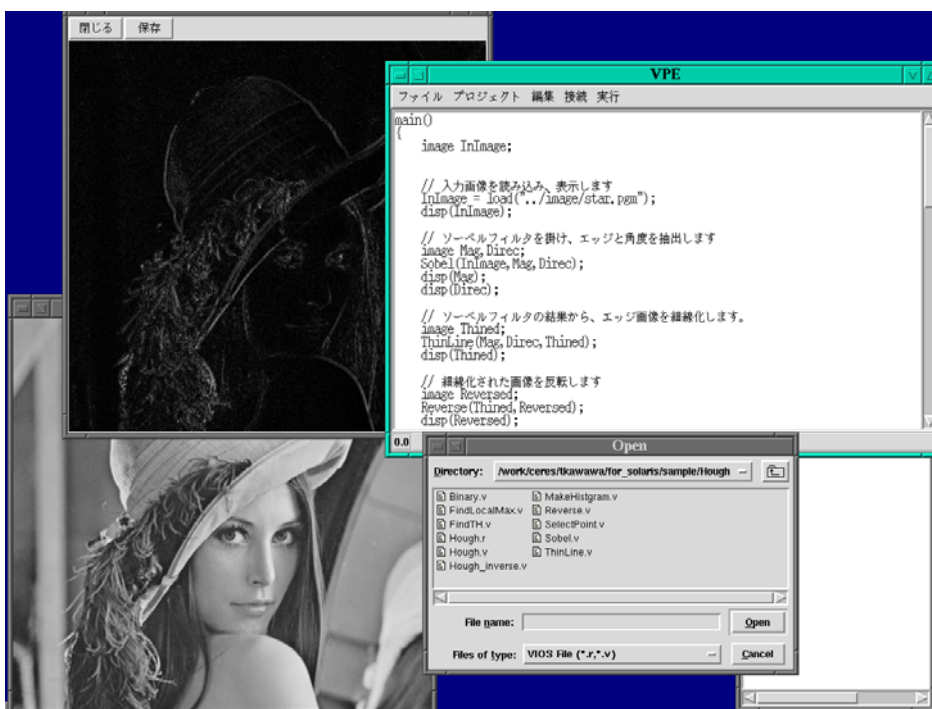 閉じる 保存
VPE
ファイル プロジェクト 編集 接続 実行
main()
{
image InImage;
// 入力画像を読み込み、表示します
InImage = load("../image/star.pgm");
disp(InImage);
// ソーベルフィルタを掛け、エッジと角度を抽出します
image Mag,Direc;
Sobel(InImage,Mag,Direc);
disp(Mag);
disp(Direc);
// ソーベルフィルタの結果から、エッジ画像を細線化します。
image Thined;
ThinLine(Mag,Direc,Thined);
disp(Thined);
// 細線化された画像を反転します
image Reversed;
Reverse(Thined,Reversed);
disp(Reversed);
0.0
Open
Directory: /work/ceres/tkawawa/for_solaris/sample/Hough
Binary.v MakeHistgram.v
FindLocalMax.v Reverse.v
FindTH.v SelectPoint.v
Hough.r Sobel.v
Hough.v ThinLine.v
Hough_inverse.v
File name: Open
Files of type: VIOS File (*.r,*.v) Cancel